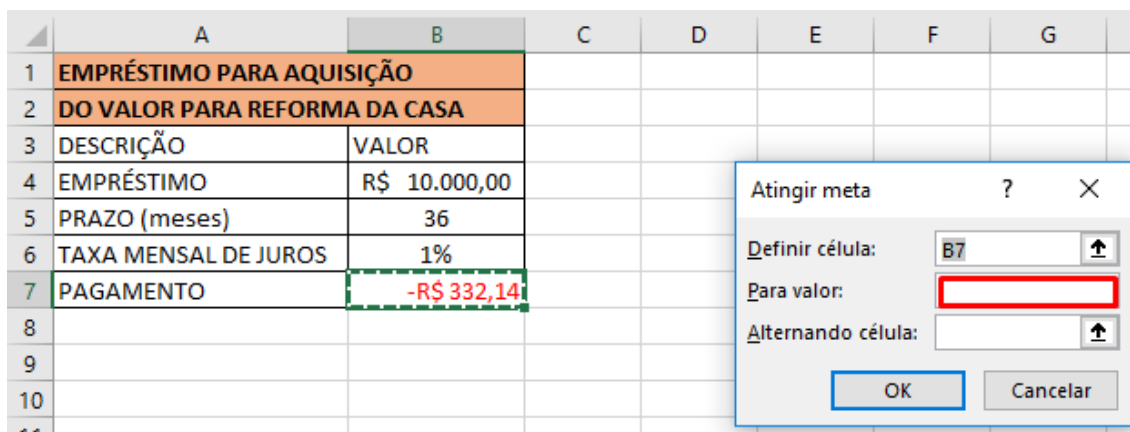 A B C D E F G
1 EMPRÉSTIMO PARA AQUISIÇÃO
2 DO VALOR PARA REFORMA DA CASA
3 DESCRIÇÃO VALOR
4 EMPRÉSTIMO R$ 10.000,00
5 PRAZO (meses) 36
6 TAXA MENSAL DE JUROS 1%
7 PAGAMENTO -R$ 332,14
8
9
10
Atingir meta ? ×
Definir célula: B7
Para valor:
Alternando célula:
OK Cancelar